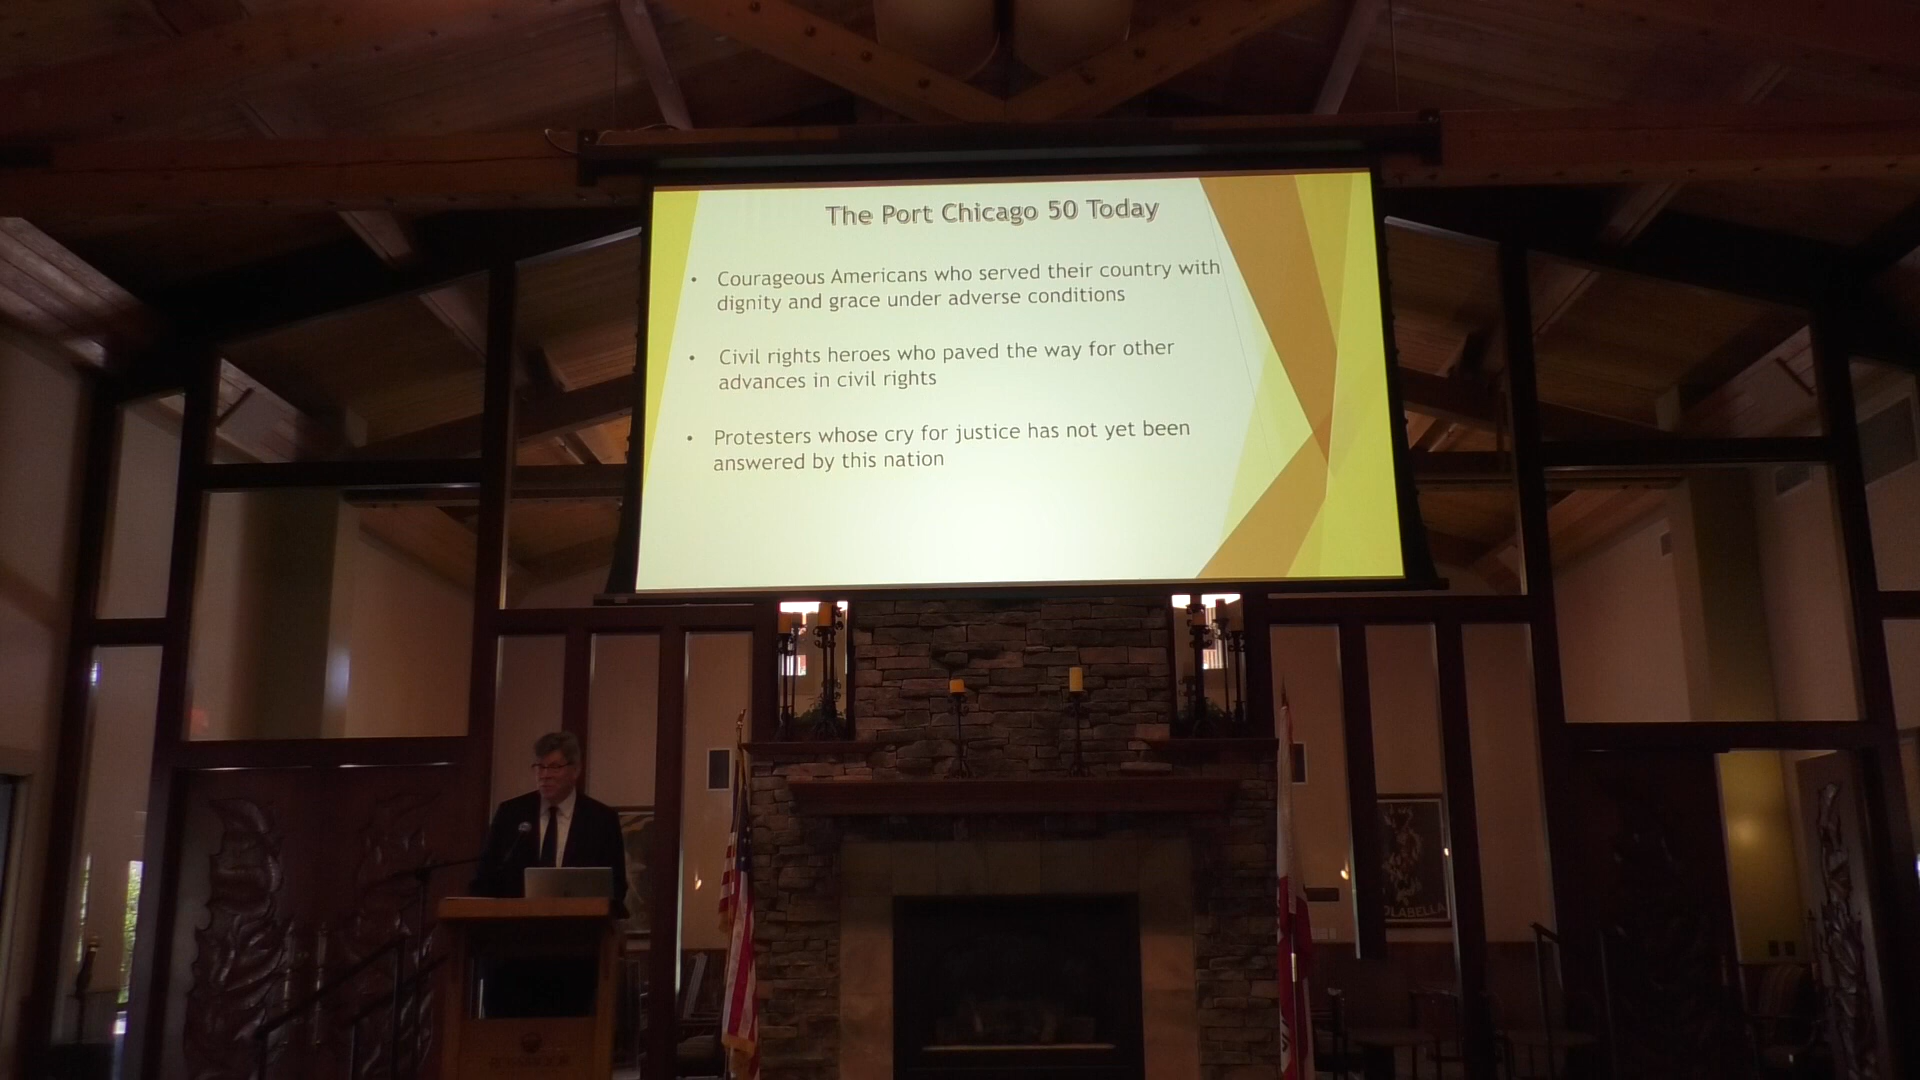 The Port Chicago 50 Today
• Courageous Americans who served their country with
dignity and grace under adverse conditions
• Civil rights heroes who paved the way for other
advances in civil rights
• Protesters whose cry for justice has not yet been
answered by this nation
OLABELLA